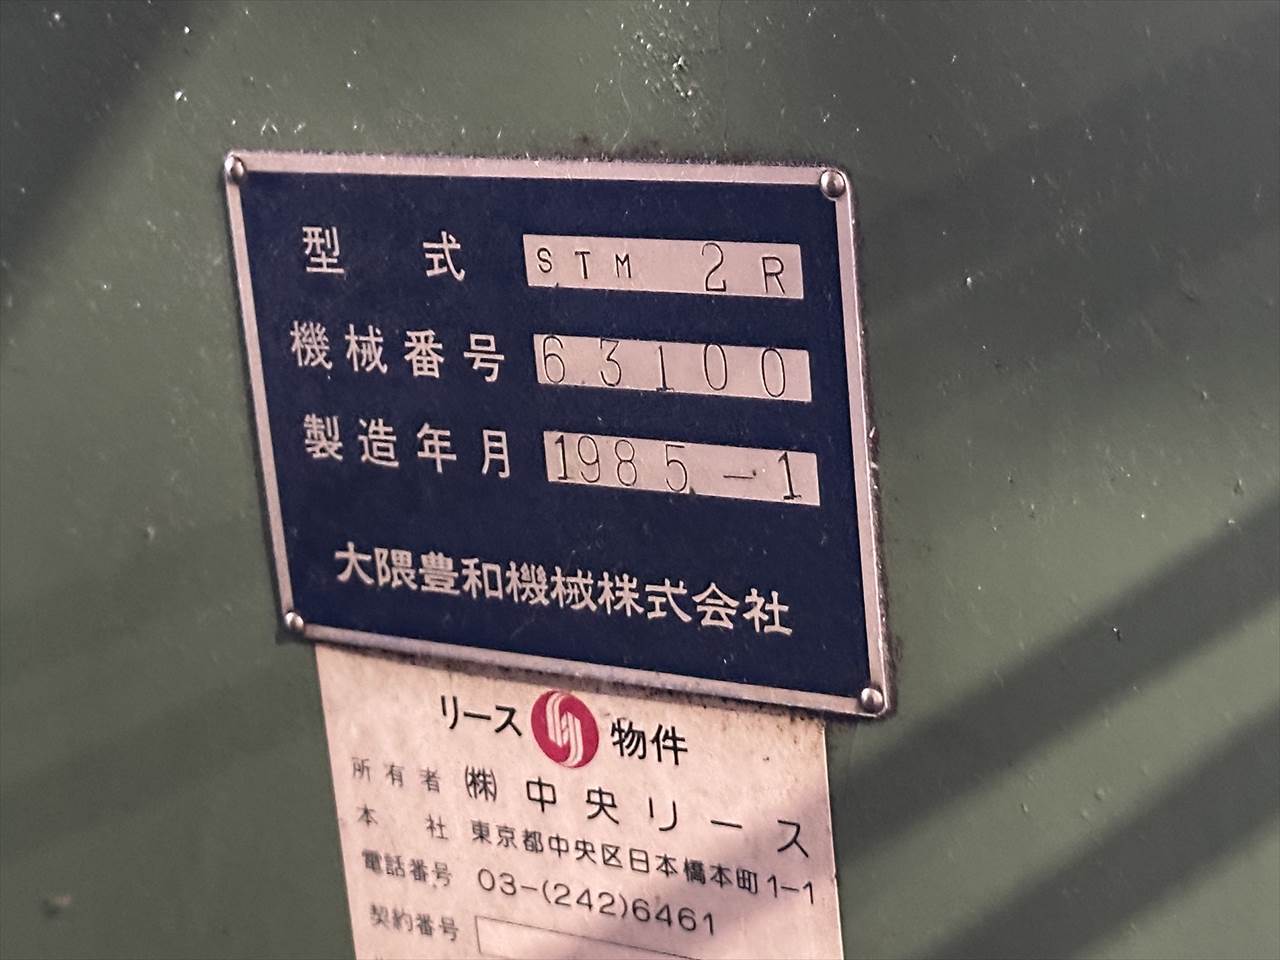 型式 STM 2R
機械番号 63100
製造年月 1985-1
大隈豊和機械株式会社
リース 物件
所有者 ㈱ 中央リース
本社 東京都中央区日本橋本町1-1
電話番号 03-(242)6461
契約番号